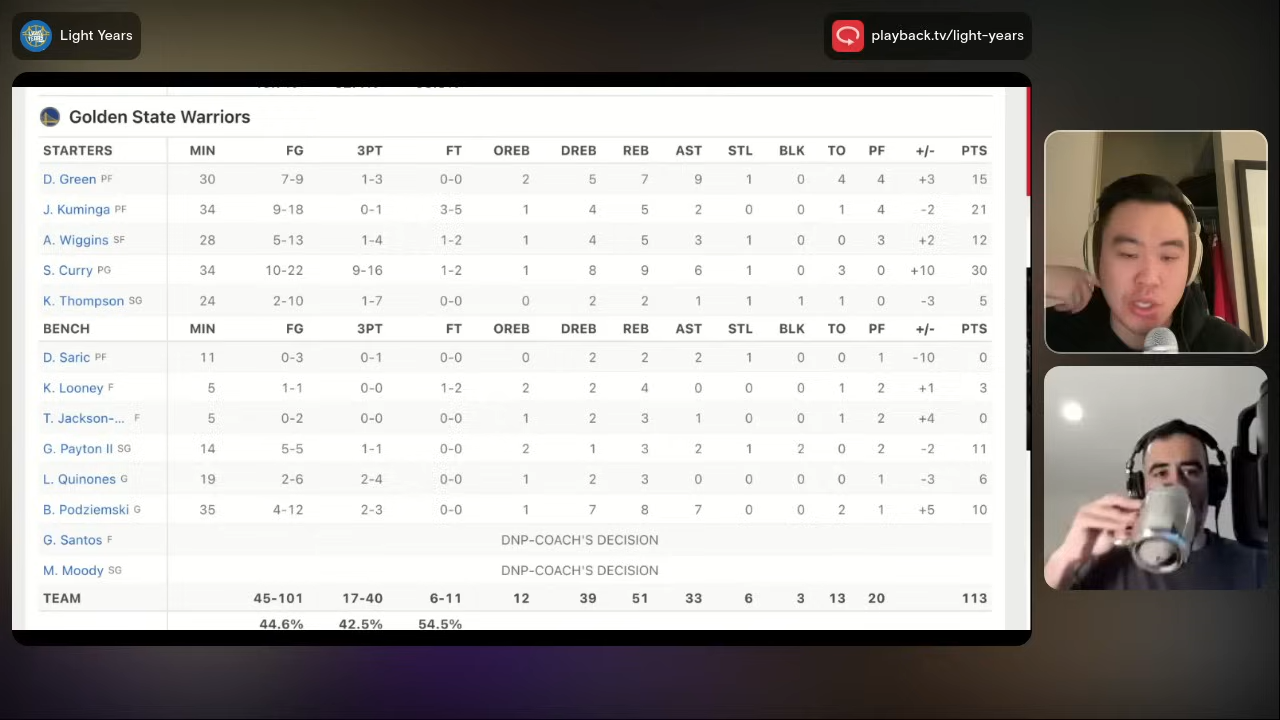 Light Years
playback.tv/light-years
Golden State Warriors
STARTERS MIN FG 3PT FT OREB DREB REB AST STL BLK TO PF +/- PTS
D. Green PF 30 7-9 1-3 0-0 2 5 7 9 1 0 4 4 +3 15
J. Kuminga PF 34 9-18 0-1 3-5 1 4 5 2 0 0 1 4 -2 21
A. Wiggins SF 28 5-13 1-4 1-2 1 4 5 3 1 0 0 3 +2 12
S. Curry PG 34 10-22 9-16 1-2 1 8 9 6 1 0 3 0 +10 30
K. Thompson SG 24 2-10 1-7 0-0 0 2 2 1 1 1 1 0 -3 5
BENCH MIN FG 3PT FT OREB DREB REB AST STL BLK TO PF +/- PTS
D. Saric PF 11 0-3 0-1 0-0 0 2 2 2 1 0 0 1 -10 0
K. Looney F 5 1-1 0-0 1-2 2 2 4 0 0 0 1 2 +1 3
T. Jackson-... F 5 0-2 0-0 0-0 1 2 3 1 0 0 1 2 +4 0
G. Payton II SG 14 5-5 1-1 0-0 2 1 3 2 1 2 0 2 -2 11
L. Quinones G 19 2-6 2-4 0-0 1 2 3 0 0 0 0 1 -3 6
B. Podziemski G 35 4-12 2-3 0-0 1 7 8 7 0 0 2 1 +5 10
G. Santos F DNP-COACH'S DECISION
M. Moody SG DNP-COACH'S DECISION
TEAM 45-101 17-40 6-11 12 39 51 33 6 3 13 20 113
44.6% 42.5% 54.5%